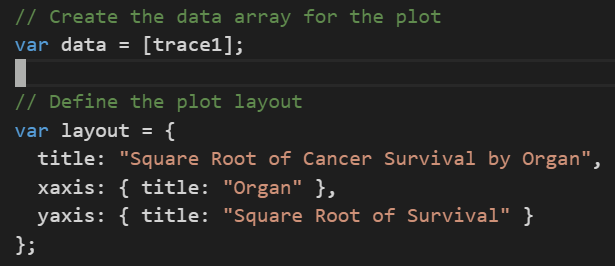 // Create the data array for the plot
var data = [trace1];
// Define the plot layout
var layout = {
  title: "Square Root of Cancer Survival by Organ",
  xaxis: { title: "Organ" },
  yaxis: { title: "Square Root of Survival" }
};